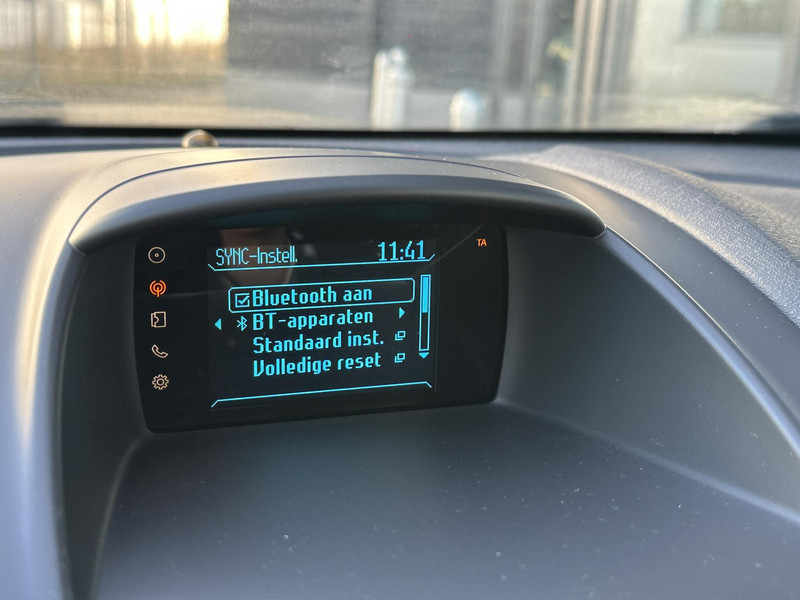 SYNC-Instell. 11:41
TA
Bluetooth aan
BT-apparaten
Standaard inst.
Volledige reset